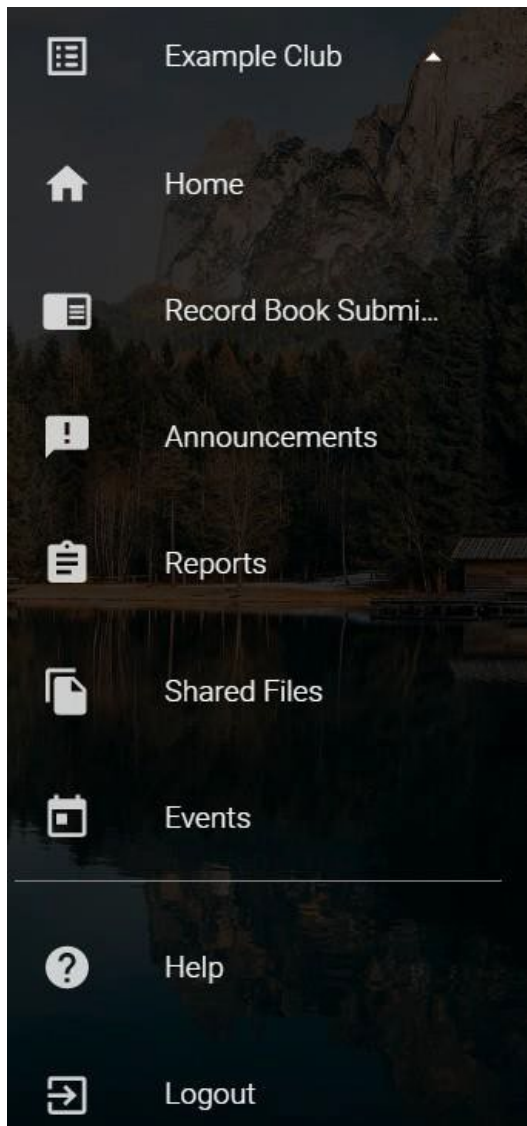 Example Club
Home
Record Book Submi...
Announcements
Reports
Shared Files
Events
Help
Logout